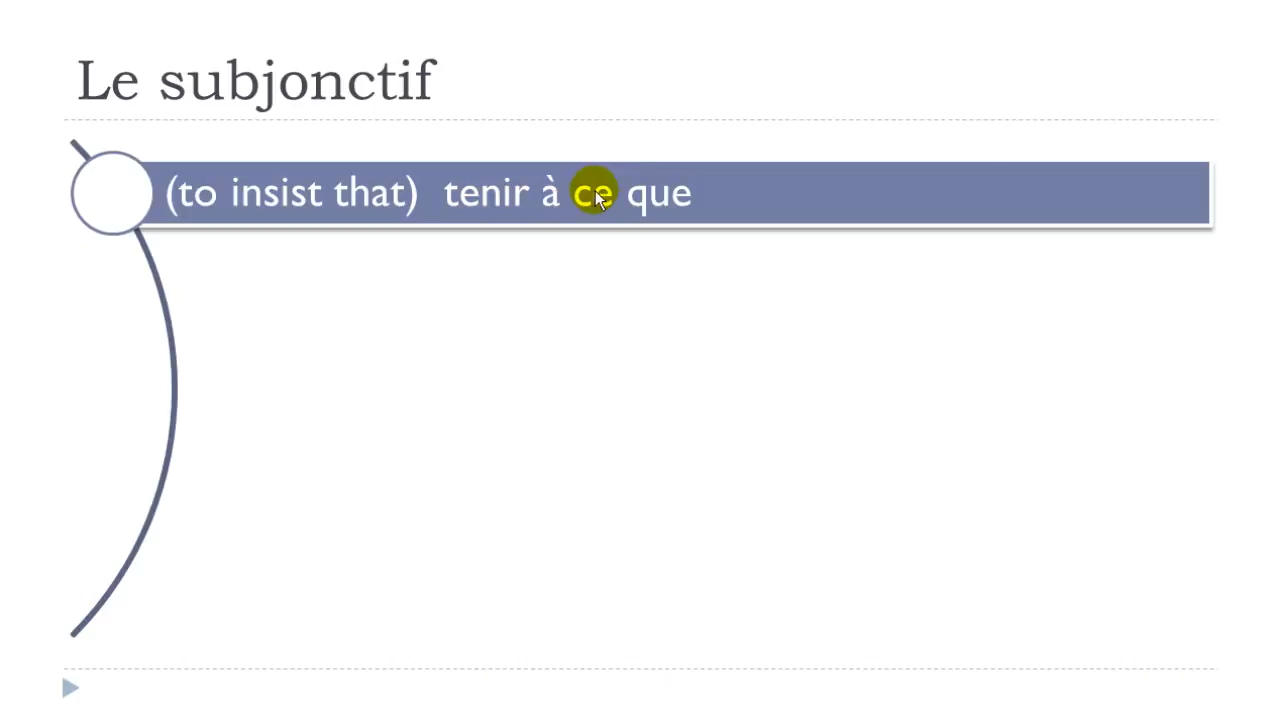 Le subjonctif
(to insist that) tenir à ce que